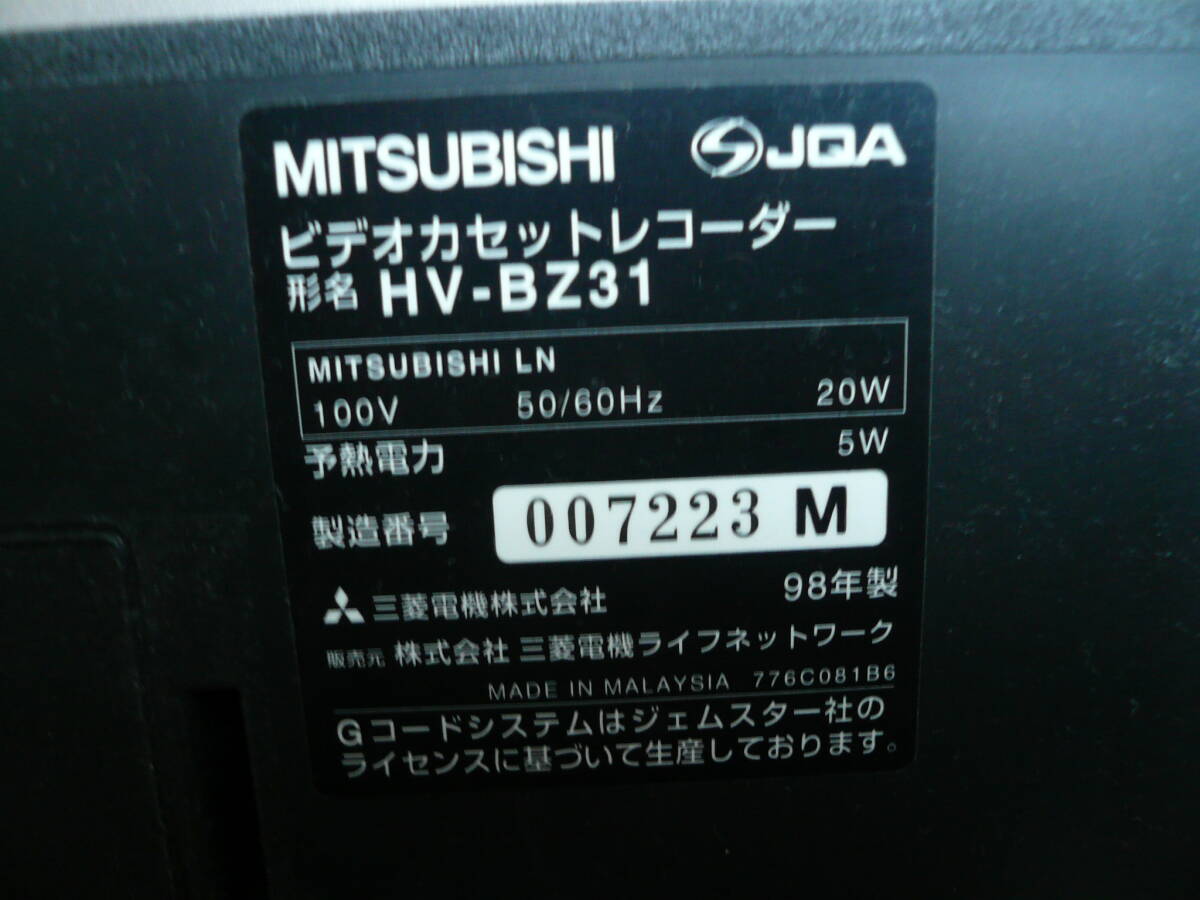 MITSUBISHI JQA
ビデオカセットレコーダー
形名 HV-BZ31
MITSUBISHI LN
100V 50/60Hz 20W
予熱電力 5W
製造番号 007223 M
三菱電機株式会社 98年製
販売元 株式会社 三菱電機ライフネットワーク
MADE IN MALAYSIA 776C081B6
Gコードシステムはジェムスター社の
ライセンスに基づいて生産しております。